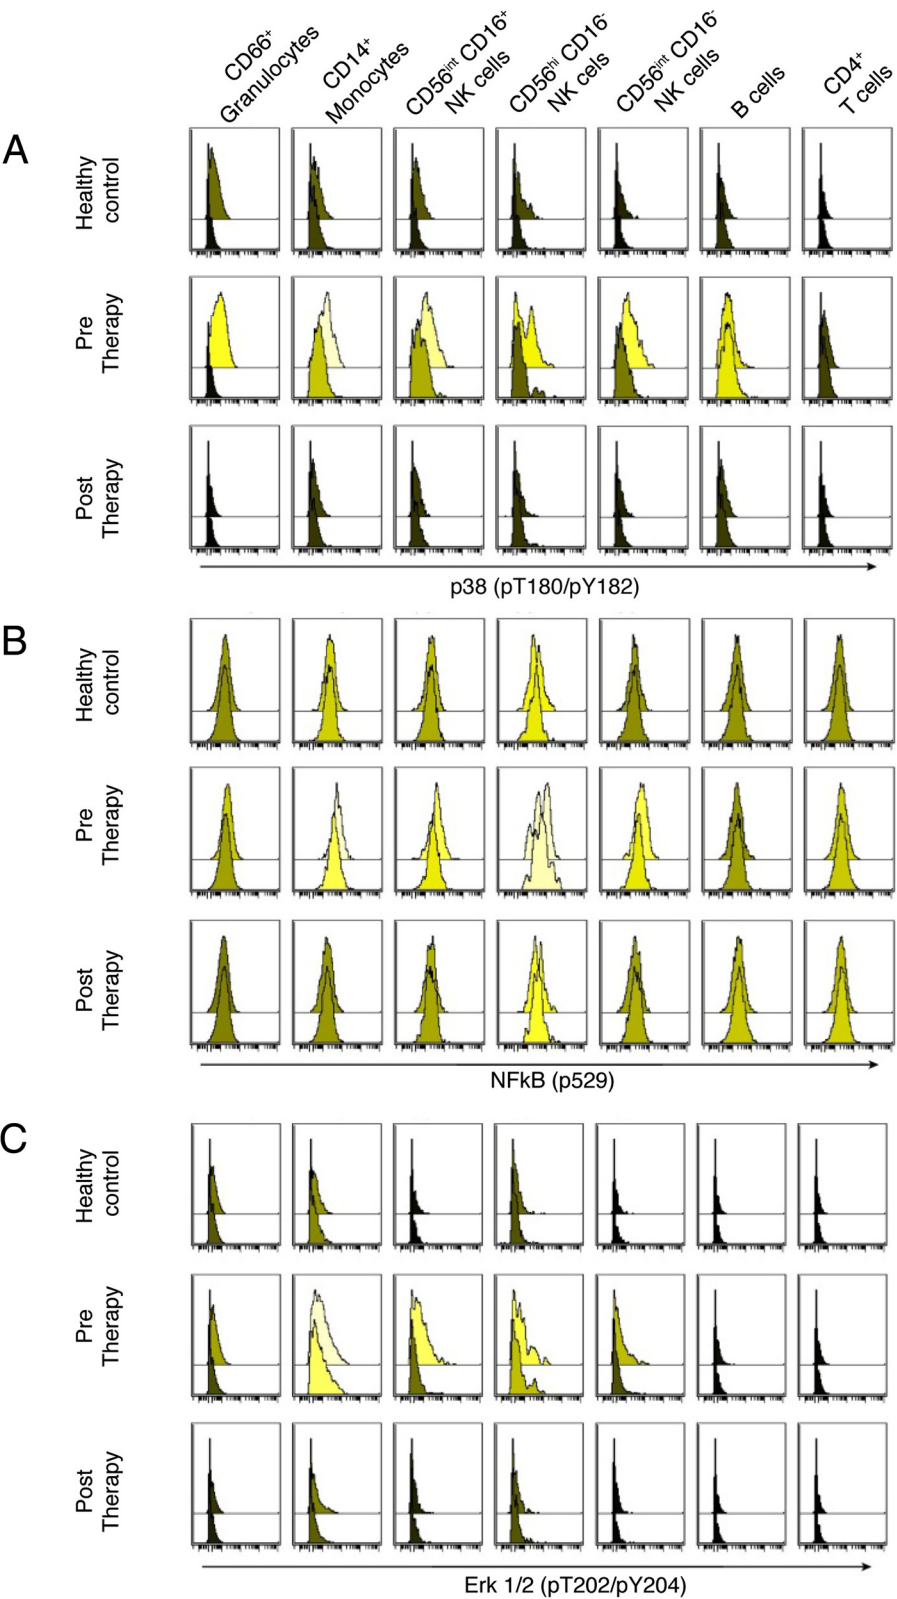 CD66+
Granulocytes
CD14+
Monocytes
CD56int CD16+
NK cells
CD56hi CD16-
NK cels
CD56int CD16-
NK cells
B cells
CD4+
T cells
A
Healthy
control
Pre
Therapy
Post
Therapy
p38 (pT180/pY182)
B
Healthy
control
Pre
Therapy
Post
Therapy
NFkB (p529)
C
Healthy
control
Pre
Therapy
Post
Therapy
Erk 1/2 (pT202/pY204)